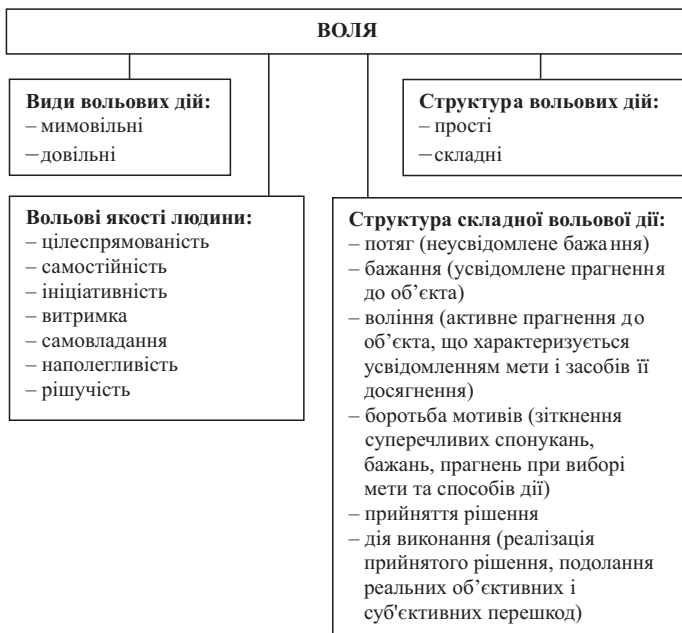 ВОЛЯ
Види вольових дій:
– мимовільні
– довільні
Структура вольових дій:
– прості
– складні
Вольові якості людини:
– цілеспрямованість
– самостійність
– ініціативність
– витримка
– самовладання
– наполегливість
– рішучість
Структура складної вольової дії:
– потяг (неусвідомлене бажання)
– бажання (усвідомлене прагнення
до об’єкта)
– воління (активне прагнення до
об’єкта, що характеризується
усвідомленням мети і засобів її
досягнення)
– боротьба мотивів (зіткнення
суперечливих спонукань,
бажань, прагнень при виборі
мети та способів дії)
– прийняття рішення
– дія виконання (реалізація
прийнятого рішення, подолання
реальних об’єктивних і
суб'єктивних перешкод)